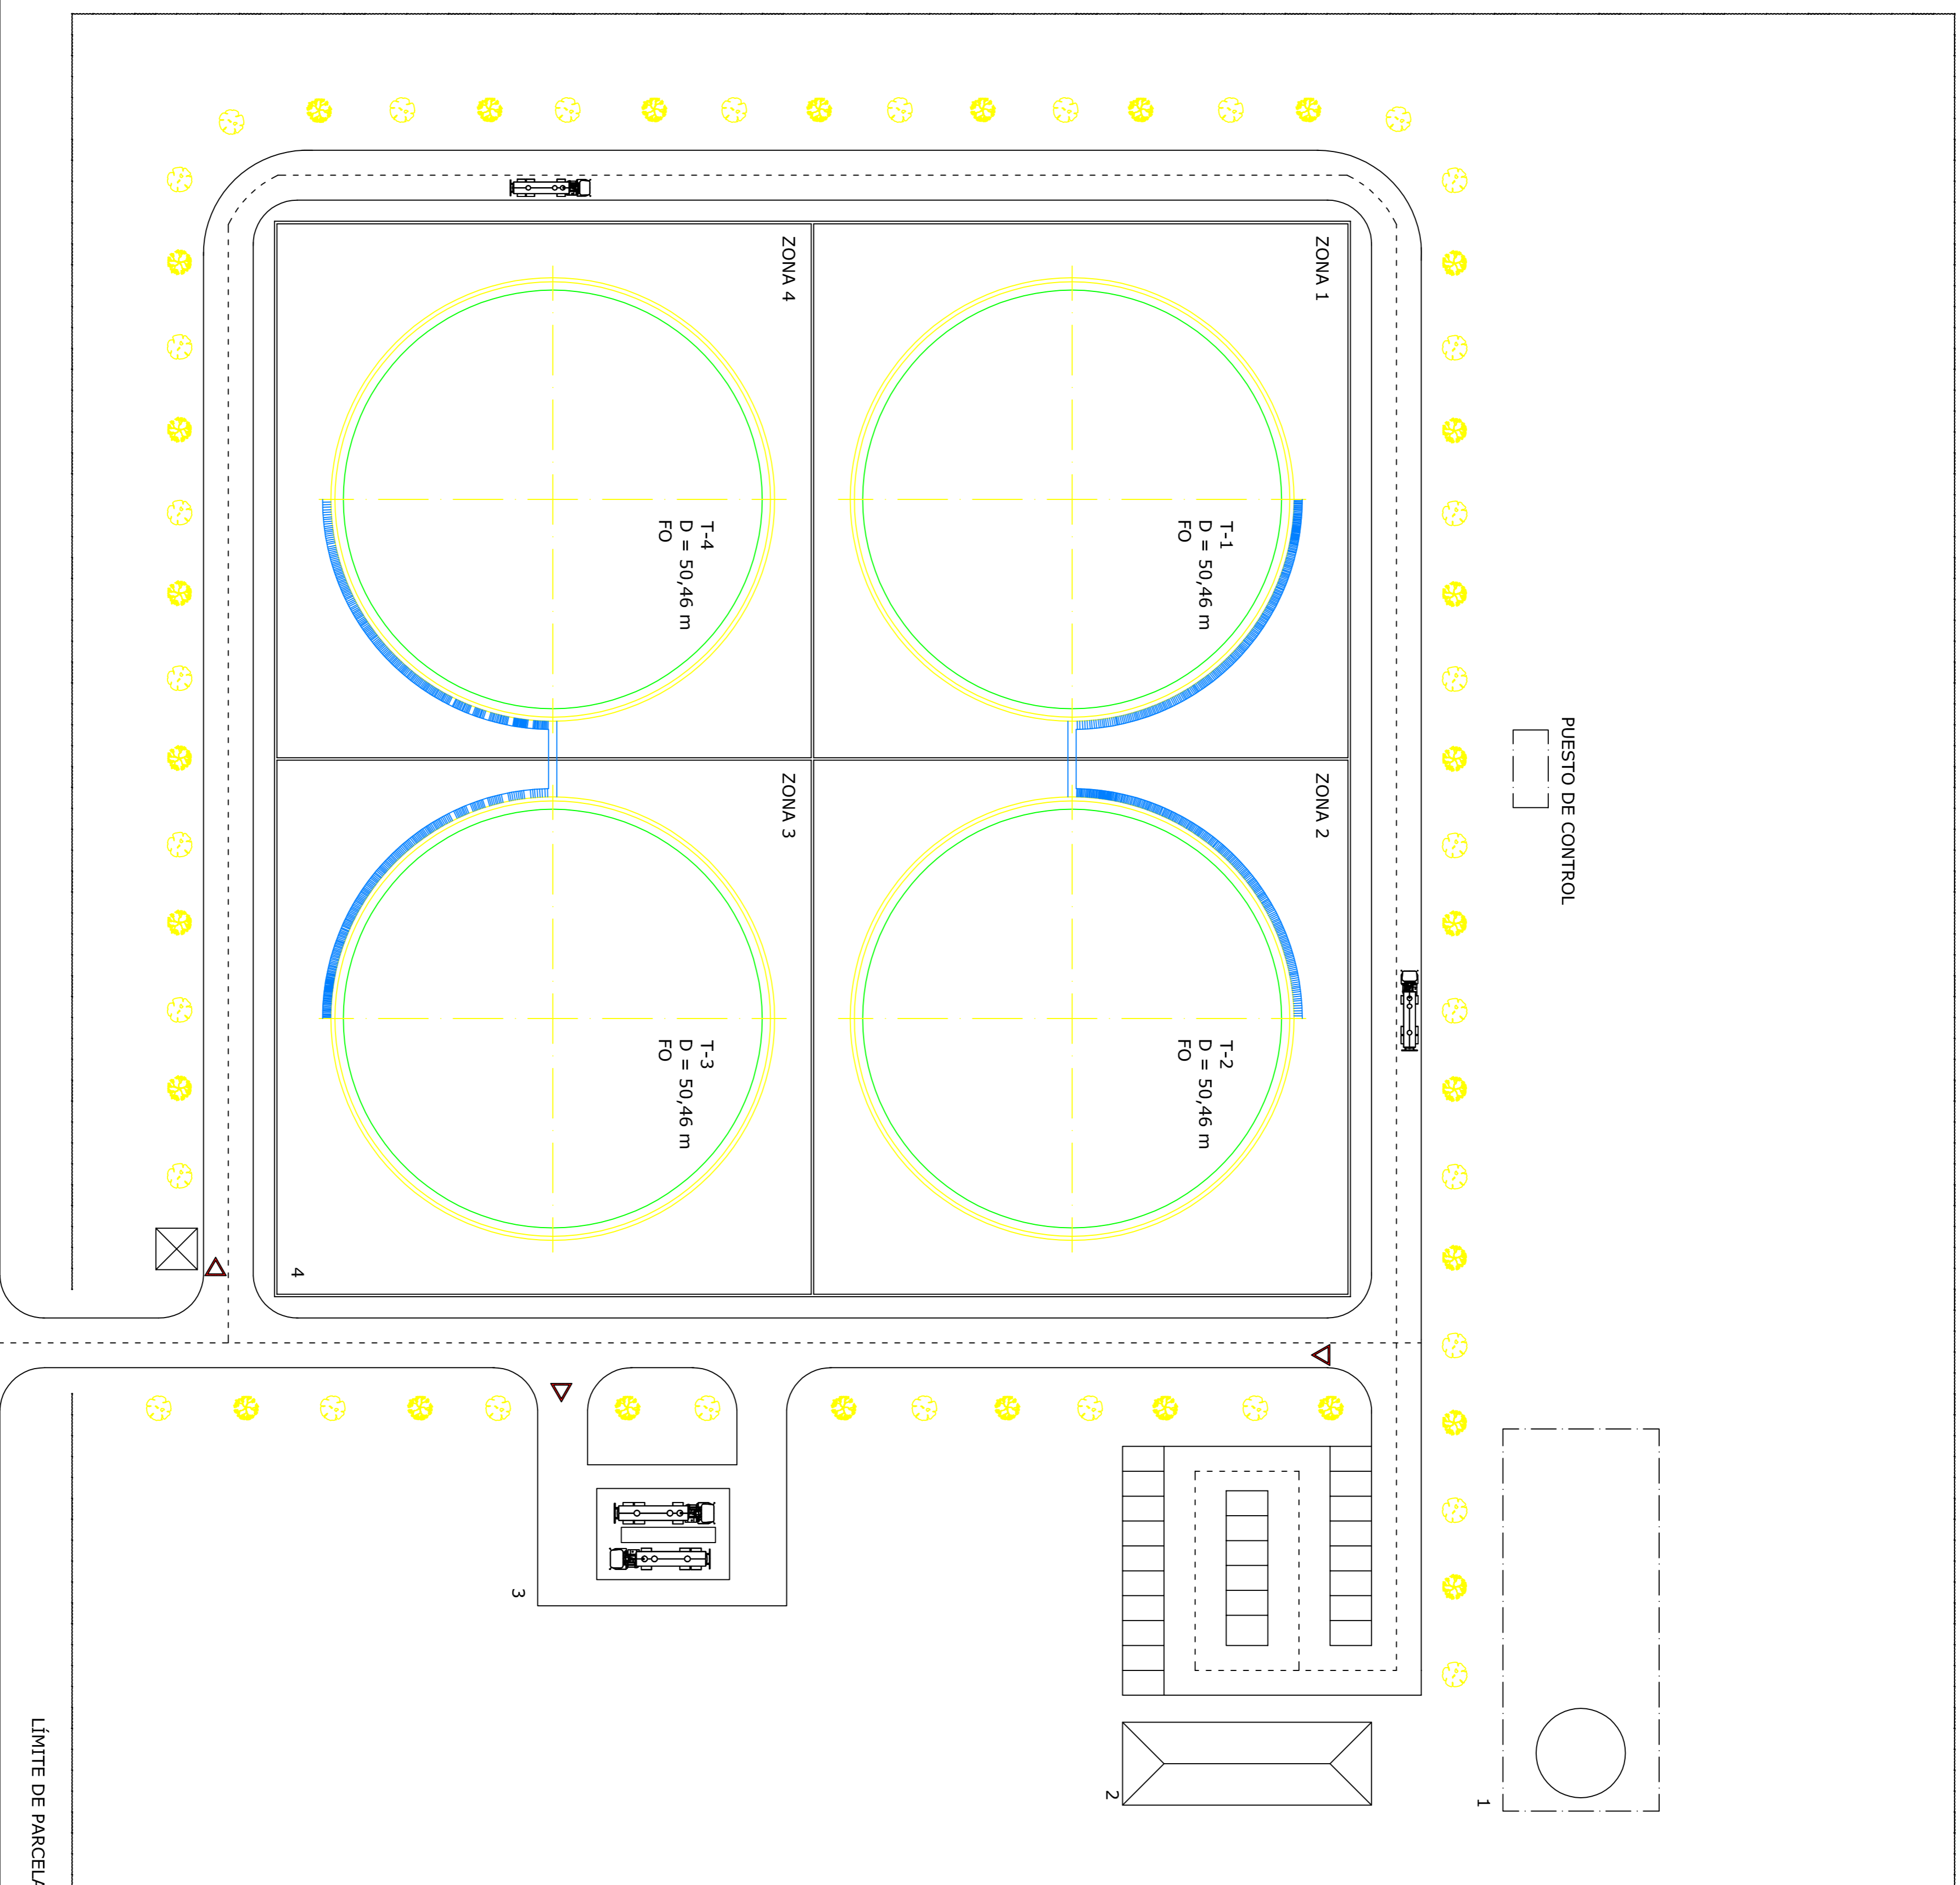 PUESTO DE CONTROL
ZONA 1
T-1
D = 50,46 m
FO
ZONA 2
T-2
D = 50,46 m
FO
ZONA 4
T-4
D = 50,46 m
FO
ZONA 3
T-3
D = 50,46 m
FO
4
1
2
3
LÍMITE DE PARCELA